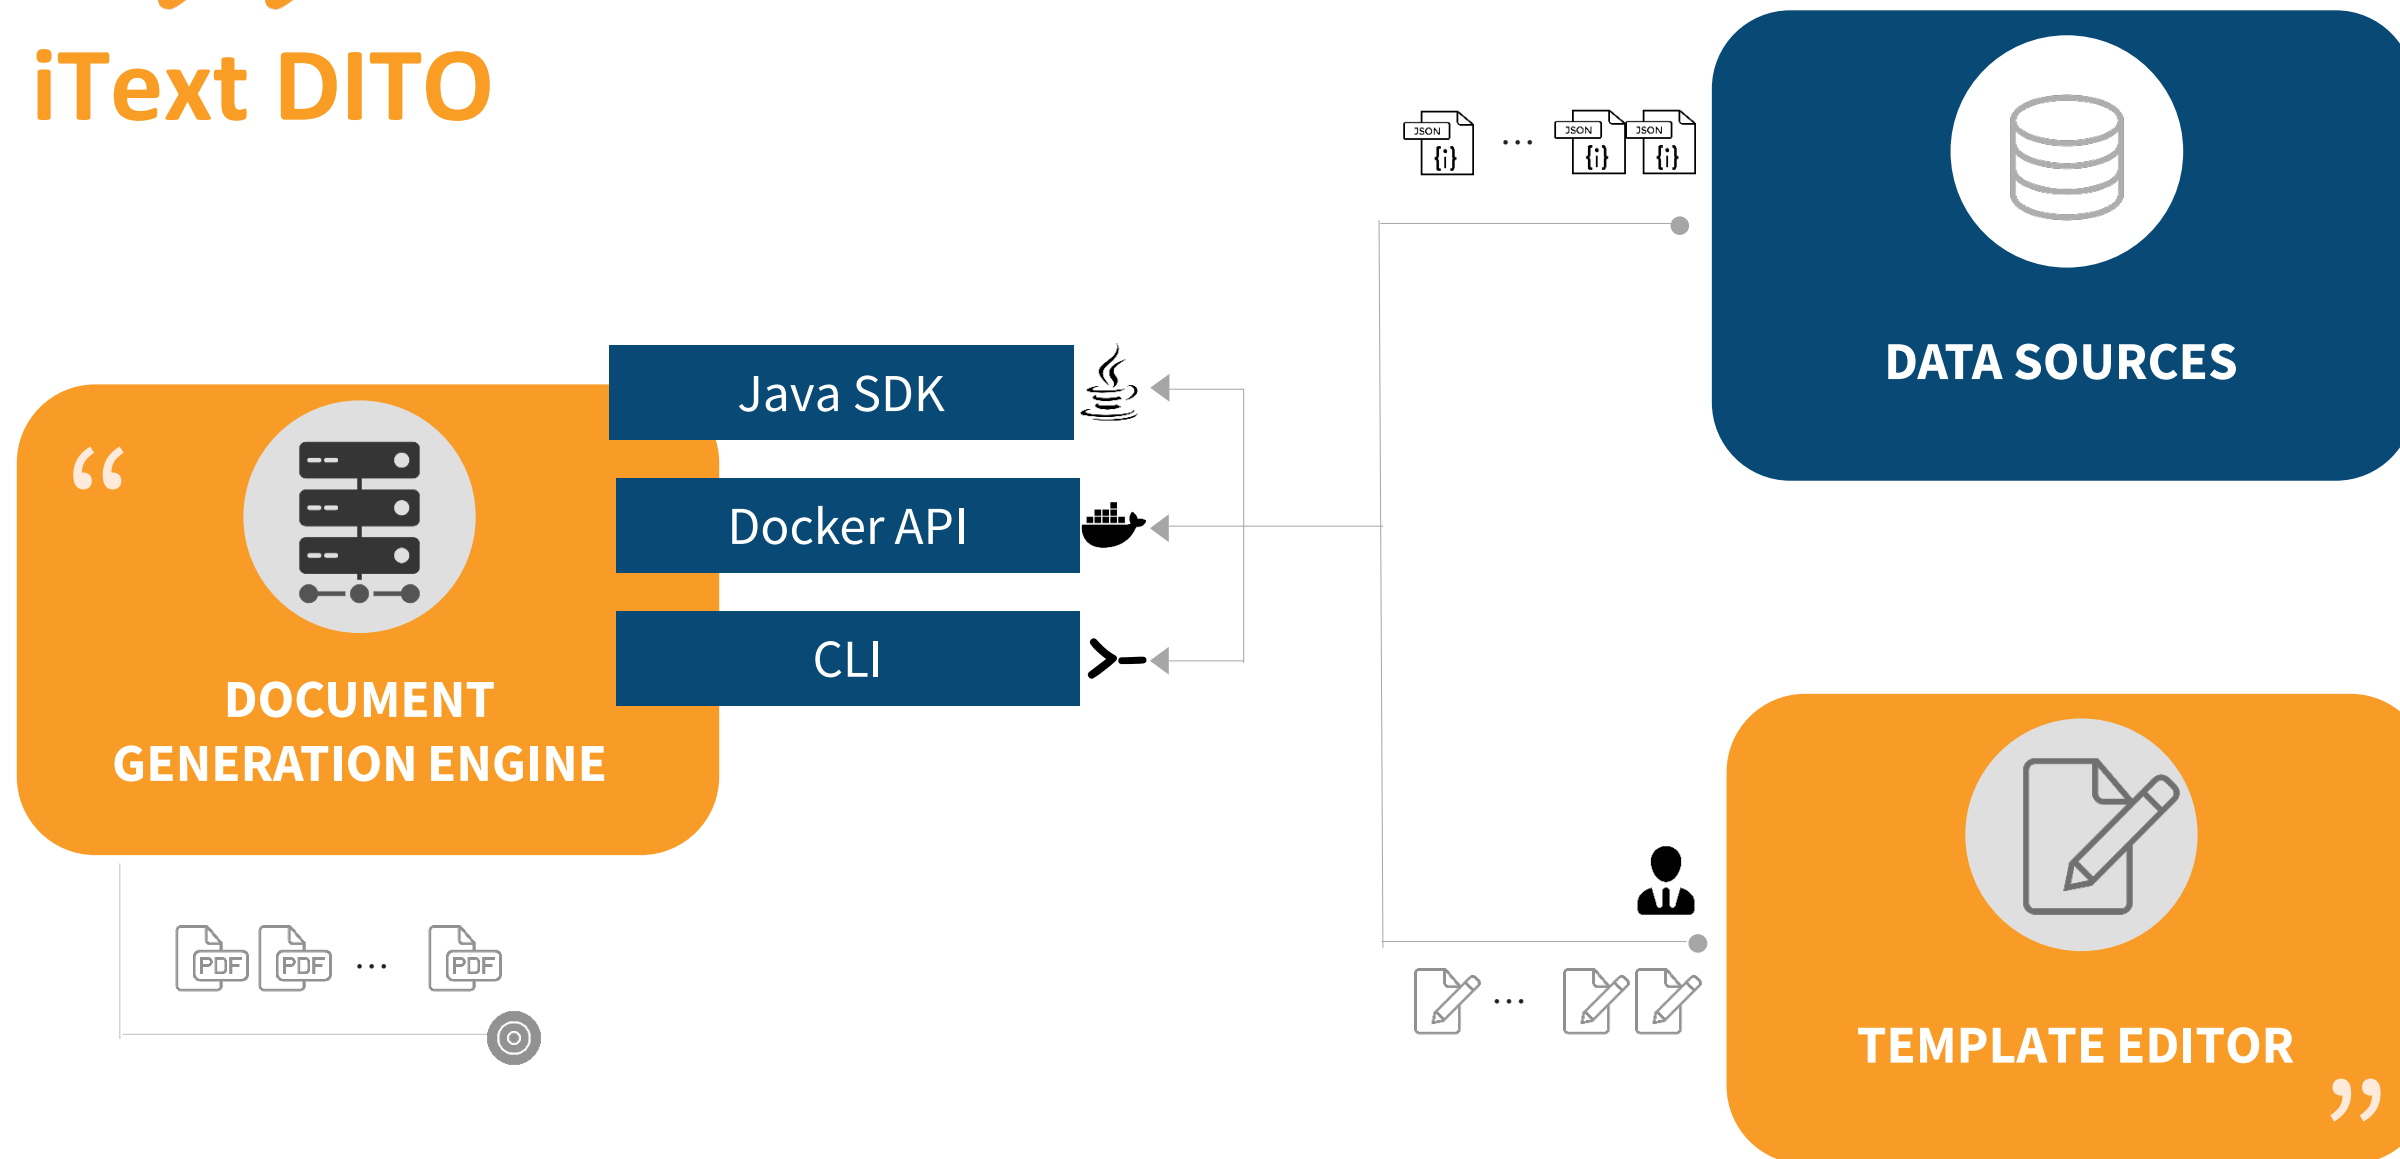 iText DITO
JSON
{i}
...
JSON
{i}
JSON
{i}
DATA SOURCES
Java SDK
Docker API
CLI
“
DOCUMENT
GENERATION ENGINE
PDF
PDF
...
PDF
...
TEMPLATE EDITOR
”